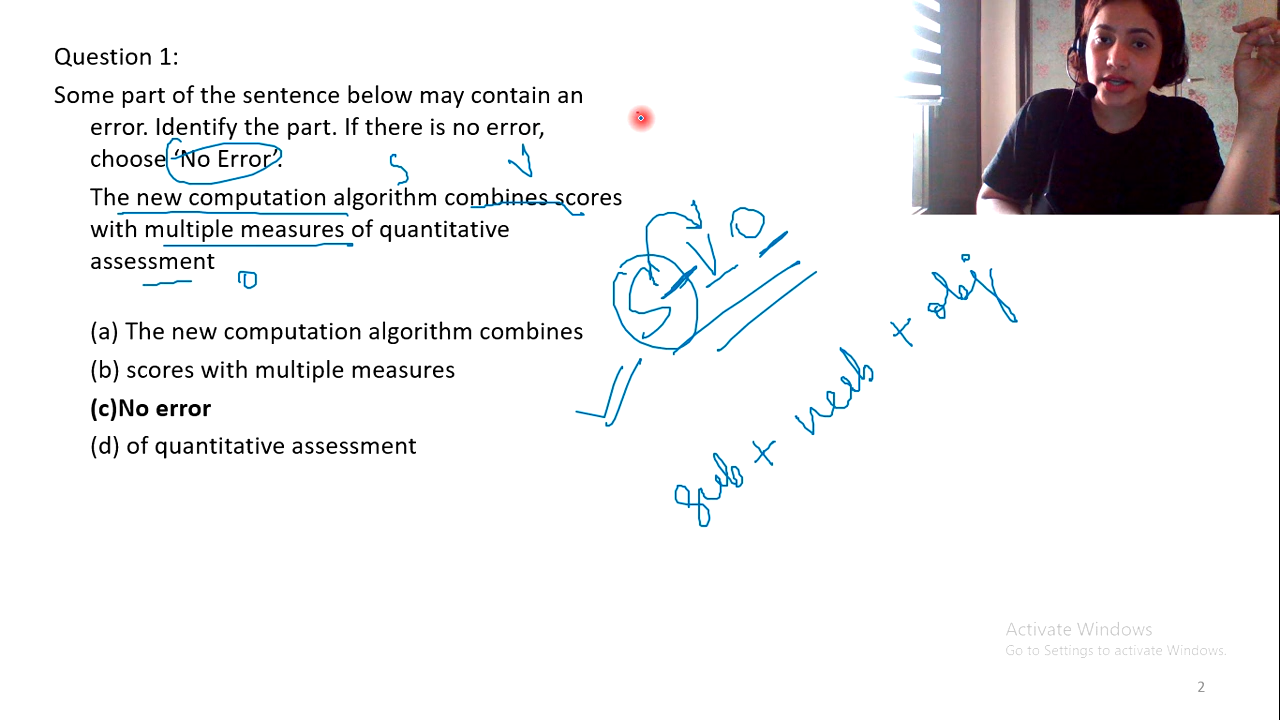 Question 1:
Some part of the sentence below may contain an
error. Identify the part. If there is no error,
choose ‘No Error’.
S V
The new computation algorithm combines scores
with multiple measures of quantitative
assessment
O
S V O
(a) The new computation algorithm combines
(b) scores with multiple measures
(c)No error
(d) of quantitative assessment
sub + verb + obj
Activate Windows
Go to Settings to activate Windows.
2